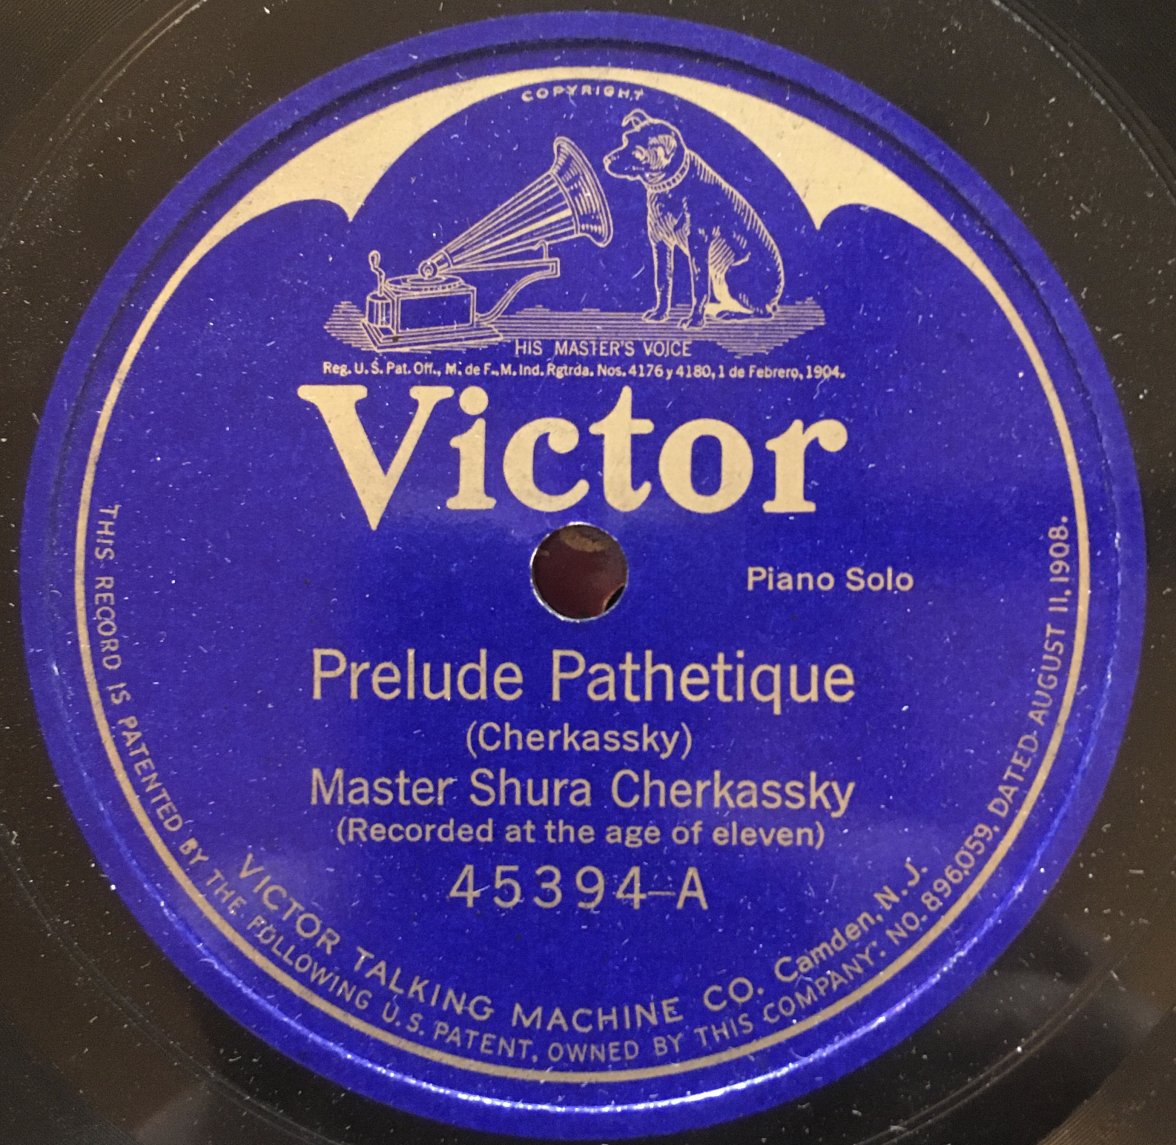 COPYRIGHT
HIS MASTER'S VOICE
Reg. U.S. Pat. Off., M. de F., M. Ind. Rgtrda. Nos. 4176 y 4180, 1 de Febrero, 1904.
Victor
Piano Solo
Prelude Pathetique
(Cherkassky)
Master Shura Cherkassky
(Recorded at the age of eleven)
45394-A
VICTOR TALKING MACHINE CO. Camden, N.J.
THIS RECORD IS PATENTED BY THE FOLLOWING U.S. PATENT, OWNED BY THIS COMPANY: NO. 896,059, DATED AUGUST 11, 1908.